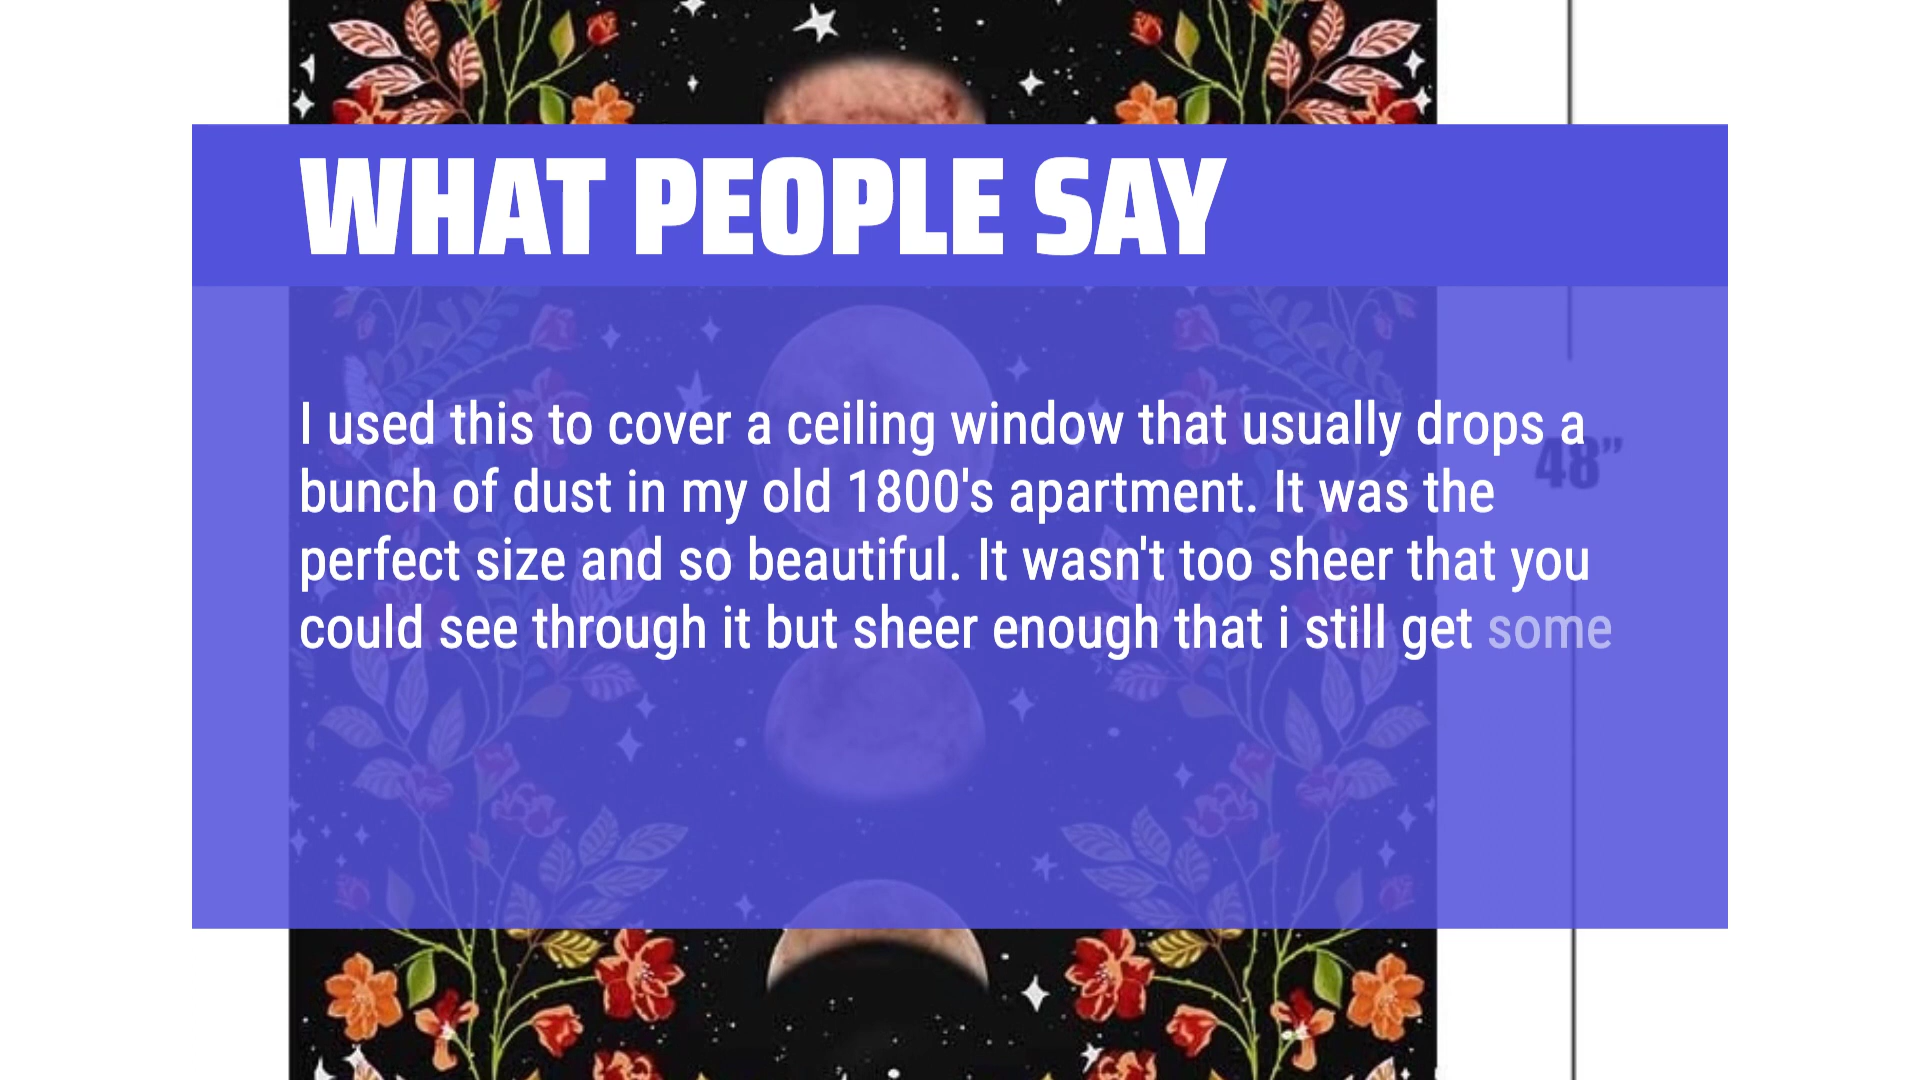 WHAT PEOPLE SAY
I used this to cover a ceiling window that usually drops a
bunch of dust in my old 1800's apartment. It was the
perfect size and so beautiful. It wasn't too sheer that you
could see through it but sheer enough that i still get some
48”